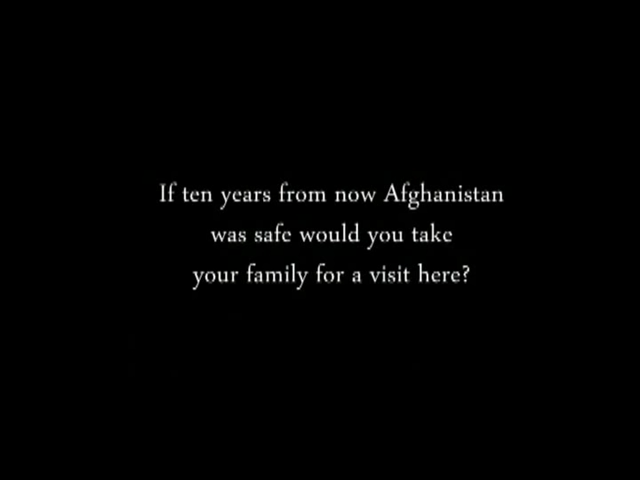 If ten years from now Afghanistan
was safe would you take
your family for a visit here?